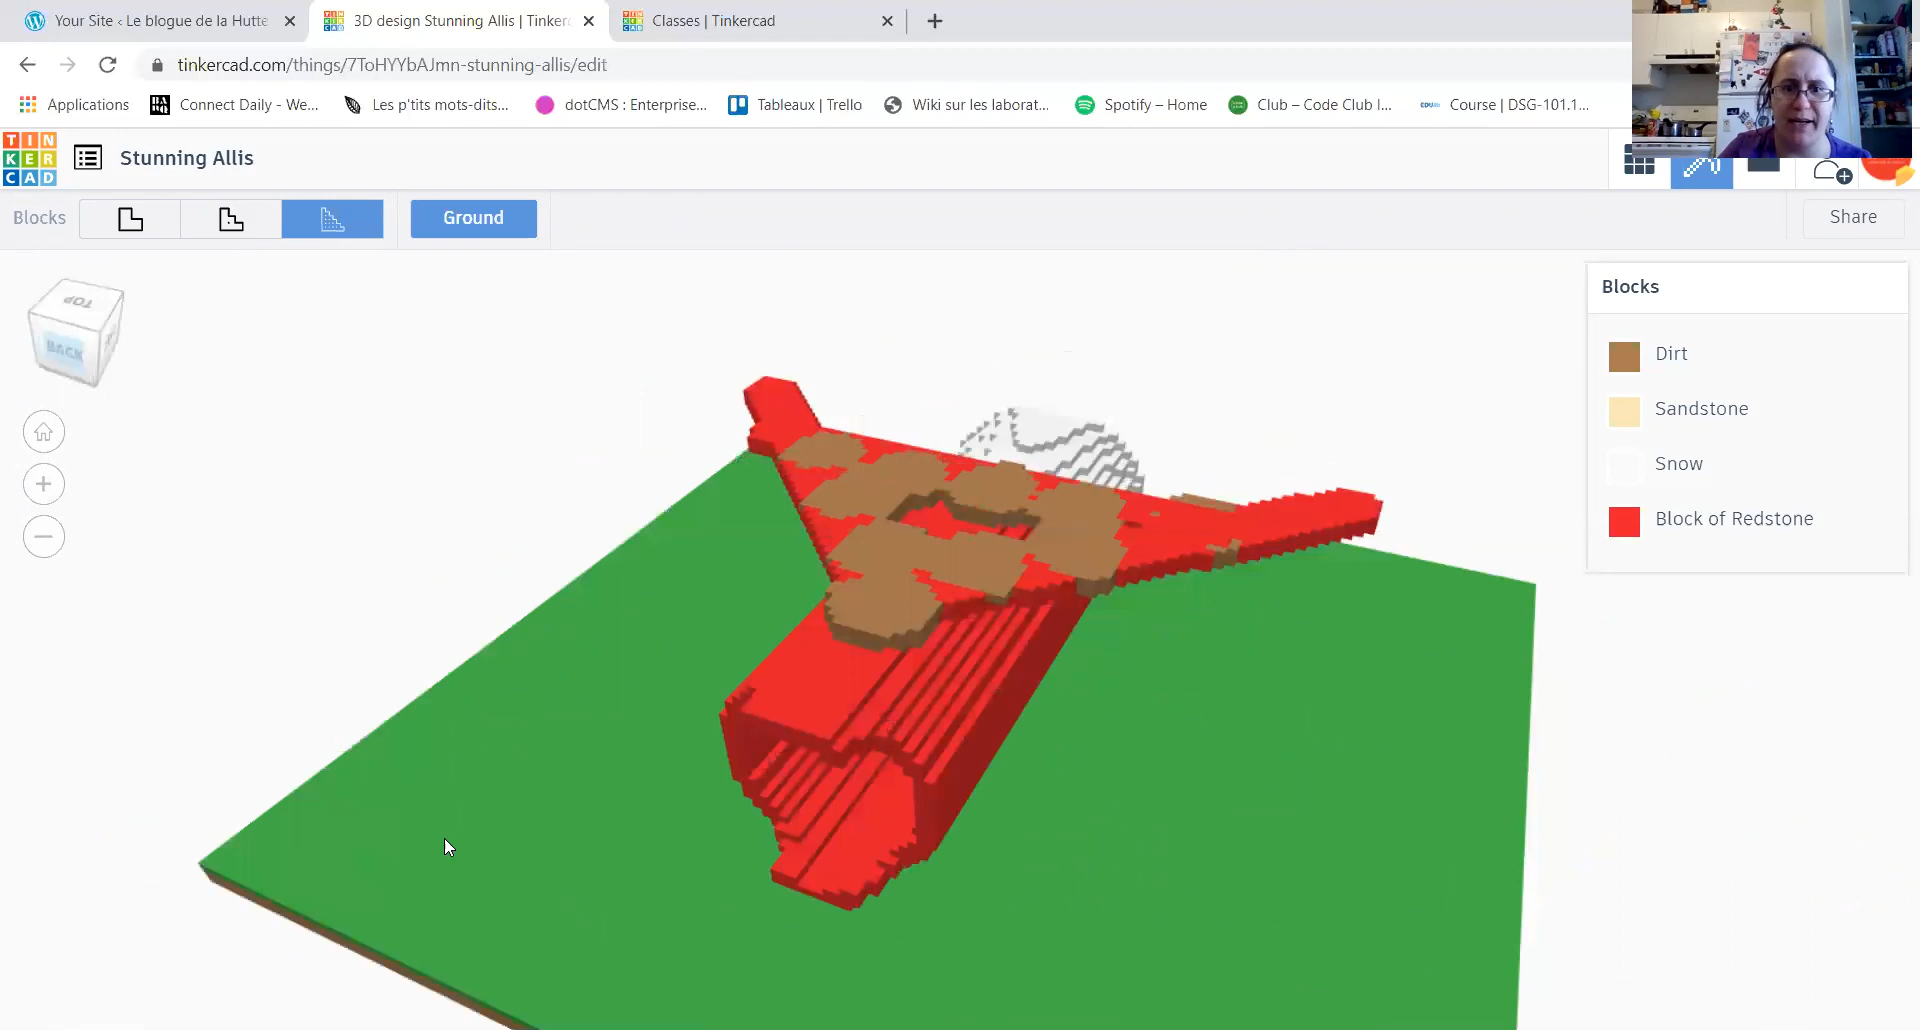 Your Site ‹ Le blogue de la Hutte
3D design Stunning Allis | Tinkerc
Classes | Tinkercad
tinkercad.com/things/7ToHYYbAJmn-stunning-allis/edit
Applications
BAnQ
Connect Daily - We...
Les p'tits mots-dits...
dotCMS : Enterprise...
Tableaux | Trello
Wiki sur les laborat...
Spotify – Home
Club – Code Club I...
Course | DSG-101.1...
TIN
KER
CAD
Stunning Allis
Blocks
Ground
Share
TOP
BACK
Blocks
Dirt
Sandstone
Snow
Block of Redstone